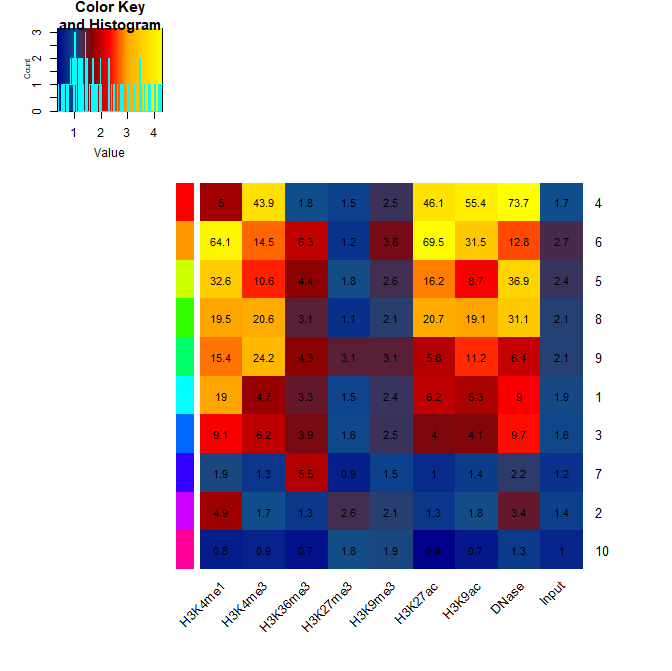 Color Key
and Histogram
Count
0 1 2 3
1 2 3 4
Value
5 43.9 1.8 1.5 2.5 46.1 55.4 73.7 1.7 4
64.1 14.5 6.3 1.2 3.8 69.5 31.5 12.8 2.7 6
32.6 10.6 4.4 1.8 2.6 16.2 8.7 36.9 2.4 5
19.5 20.6 3.1 1.1 2.1 20.7 19.1 31.1 2.1 8
15.4 24.2 4.3 3.1 3.1 5.8 11.2 6.4 2.1 9
19 4.7 3.3 1.5 2.4 6.2 5.3 9 1.9 1
9.1 6.2 3.9 1.6 2.5 4 4.1 9.7 1.6 3
1.9 1.3 5.5 0.9 1.5 1 1.4 2.2 1.2 7
4.9 1.7 1.3 2.6 2.1 1.3 1.8 3.4 1.4 2
0.8 0.9 0.7 1.8 1.9 0.4 0.7 1.3 1 10
H3K4me1 H3K4me3 H3K36me3 H3K27me3 H3K9me3 H3K27ac H3K9ac DNase Input